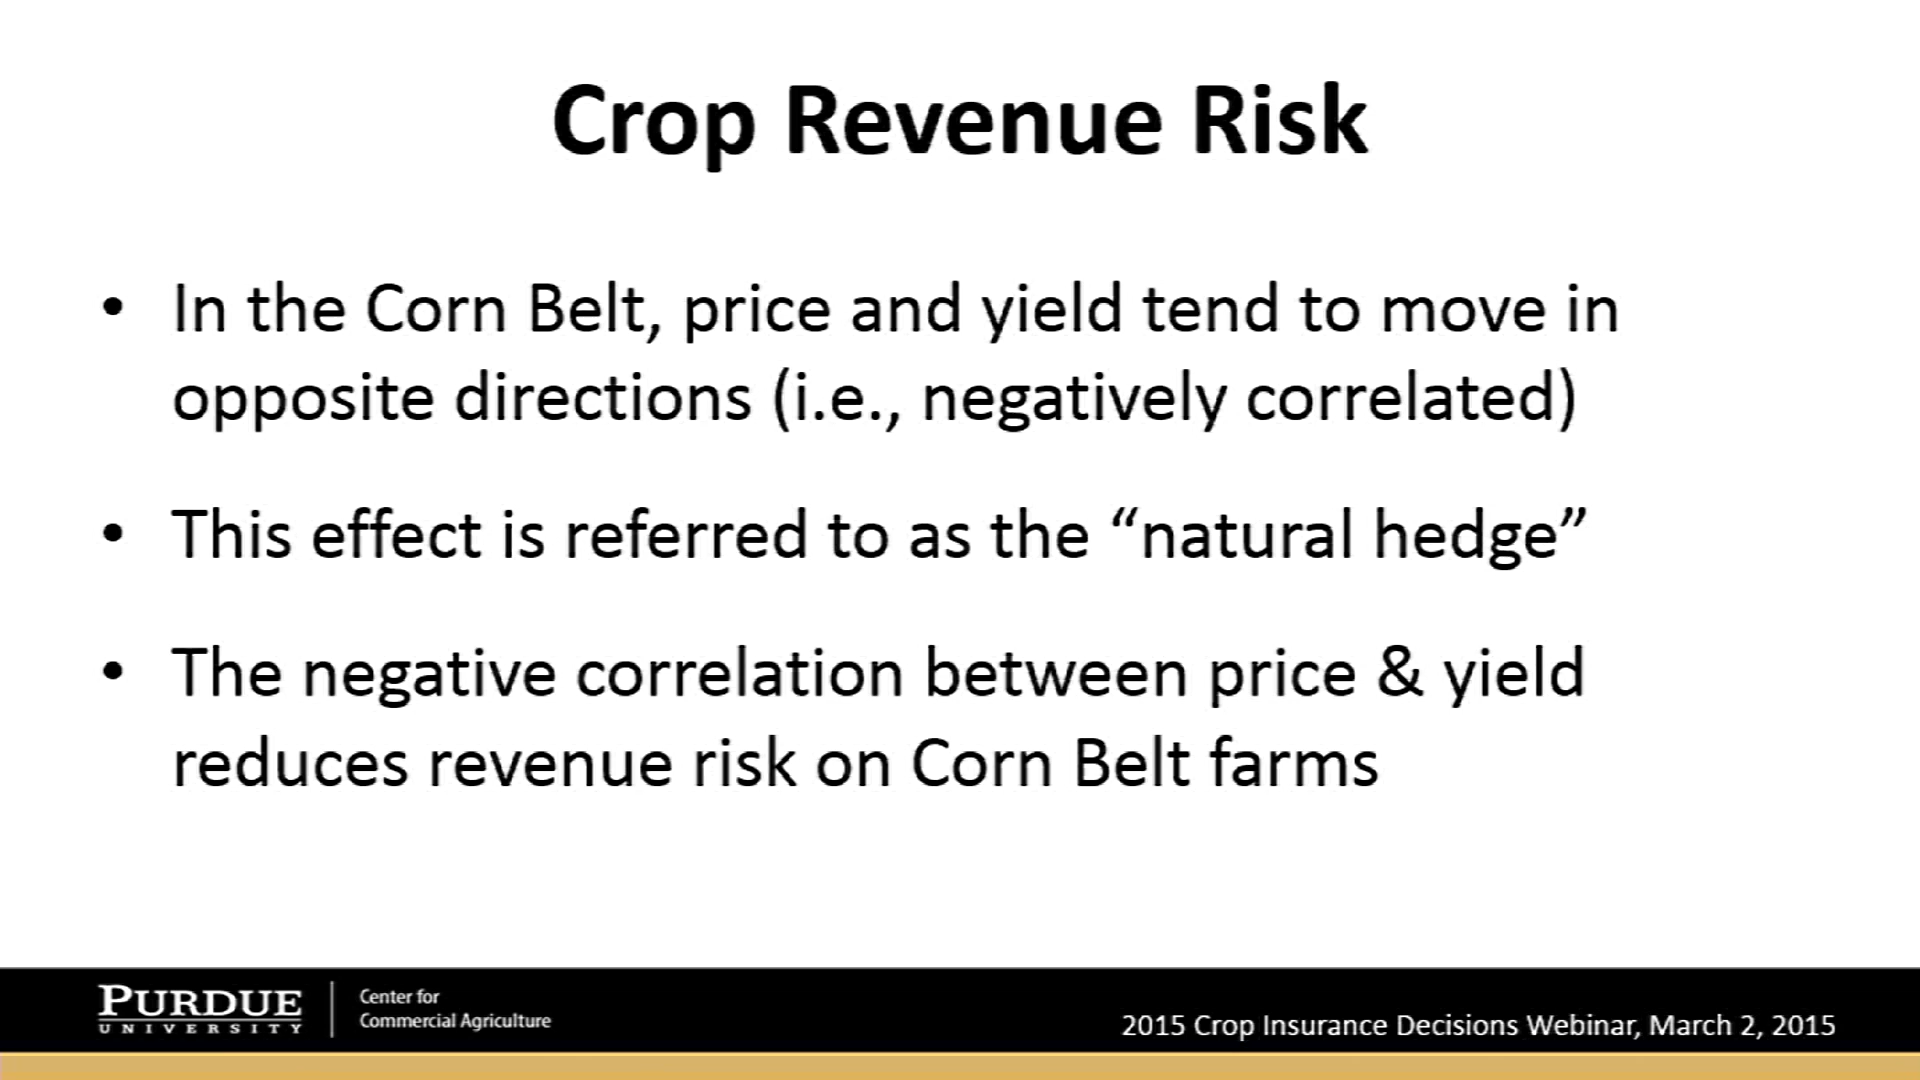 Crop Revenue Risk
• In the Corn Belt, price and yield tend to move in
opposite directions (i.e., negatively correlated)
• This effect is referred to as the “natural hedge”
• The negative correlation between price & yield
reduces revenue risk on Corn Belt farms
PURDUE
UNIVERSITY
Center for
Commercial Agriculture
2015 Crop Insurance Decisions Webinar, March 2, 2015